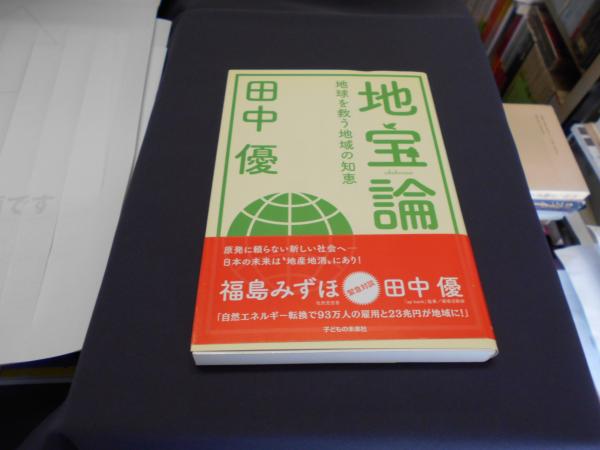 地宝論
地球を救う地域の知恵
田中 優
原発に頼らない新しい社会へ―
日本の未来は〝地産地消〟にあり!
福島みずほ 緊急対談 田中 優
「自然エネルギー転換で93万人の雇用と23兆円が地域に!」
子どもの未来社